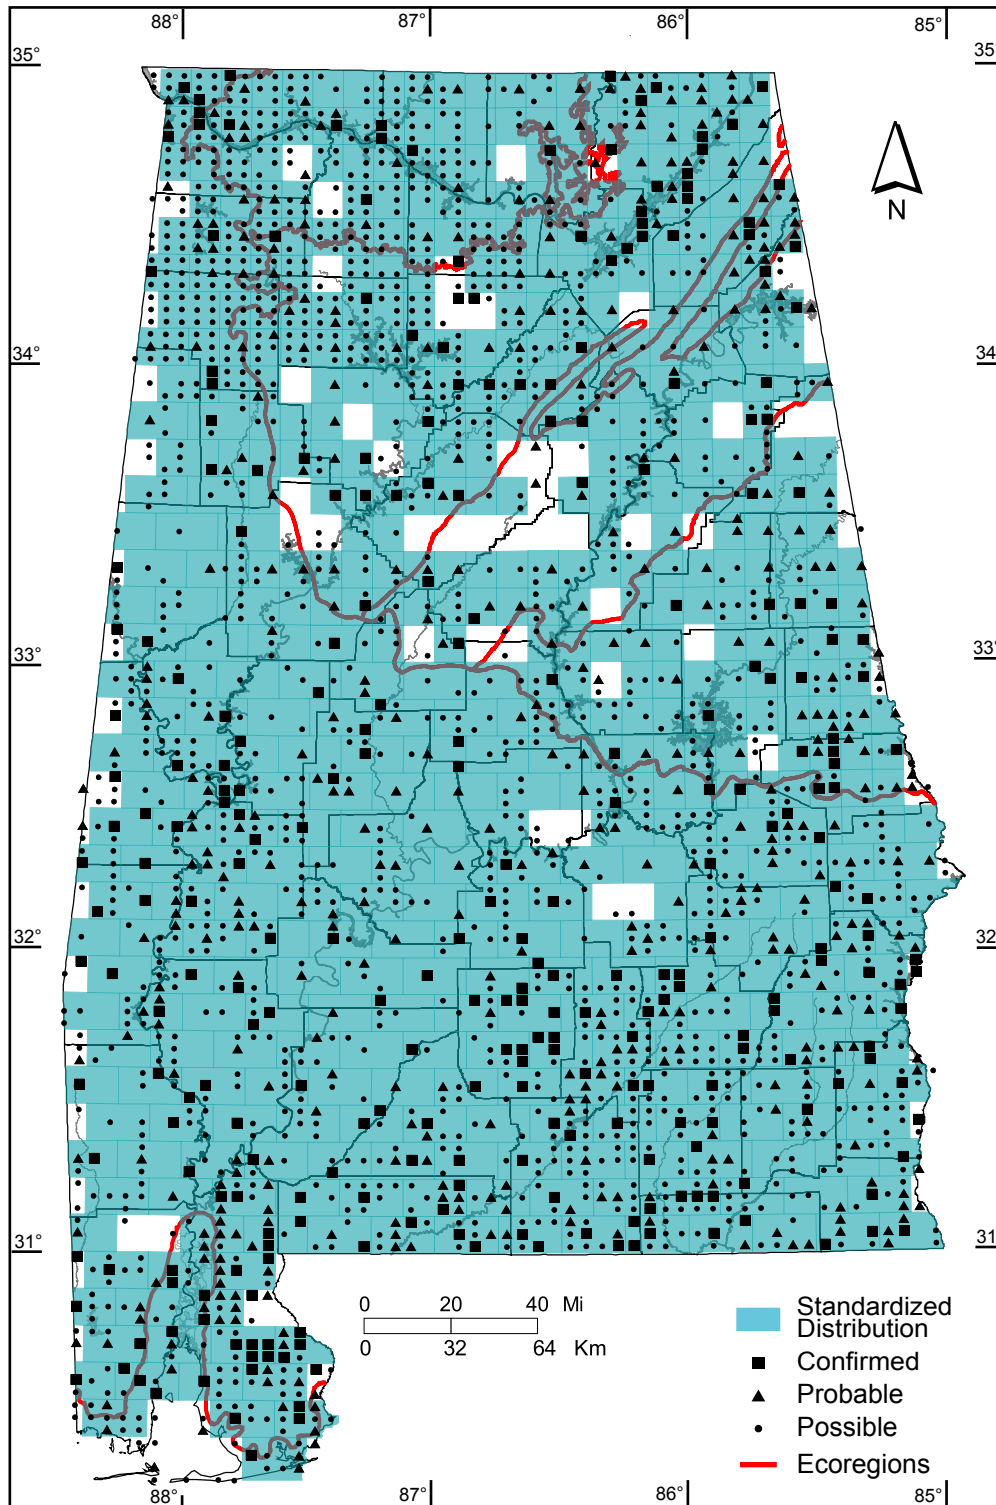 88° 87° 86° 85°
35° 35°
N
34° 34
33° 33°
32° 32
31° 31
0 20 40 Mi
0 32 64 Km
Standardized
Distribution
Confirmed
Probable
Possible
Ecoregions
88° 87° 86° 85°